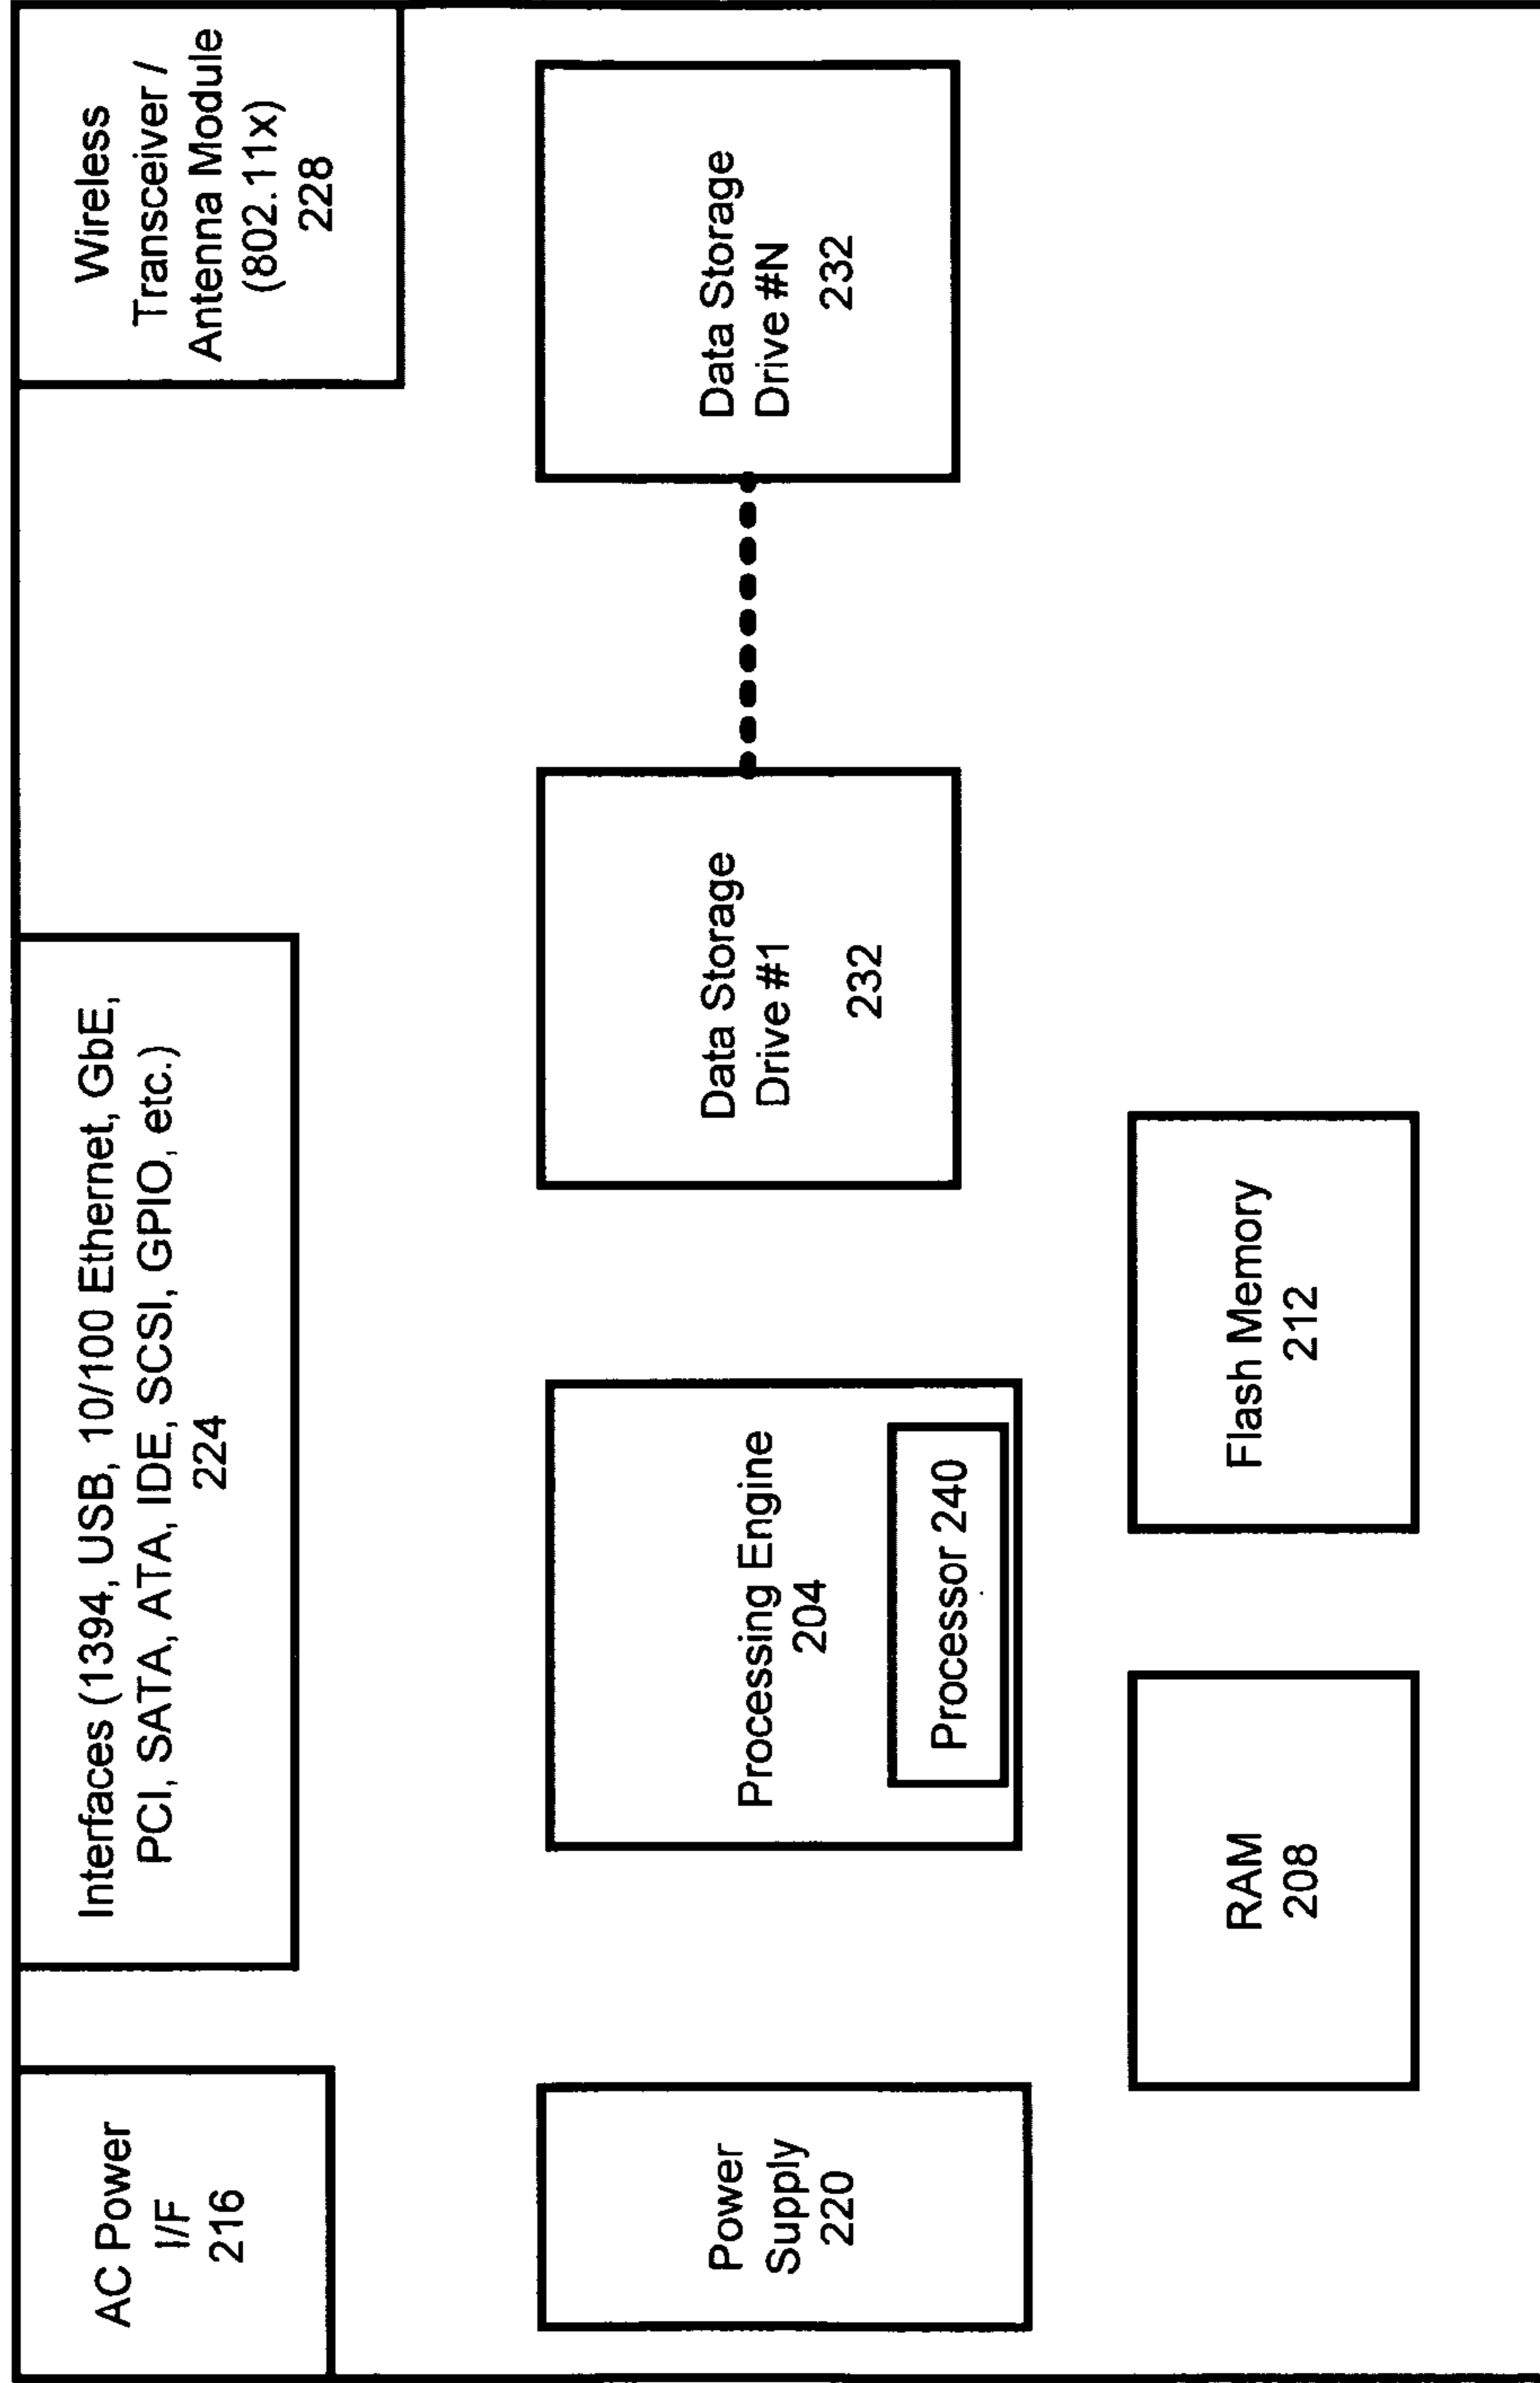 AC Power
I/F
216
Interfaces (1394, USB, 10/100 Ethernet, GbE,
PCI, SATA, ATA, IDE, SCSI, GPIO, etc.)
224
Wireless
Transceiver /
Antenna Module
(802.11x)
228
Power
Supply
220
Processing Engine
204
Processor 240
Data Storage
Drive #1
232
Data Storage
Drive #N
232
RAM
208
Flash Memory
212